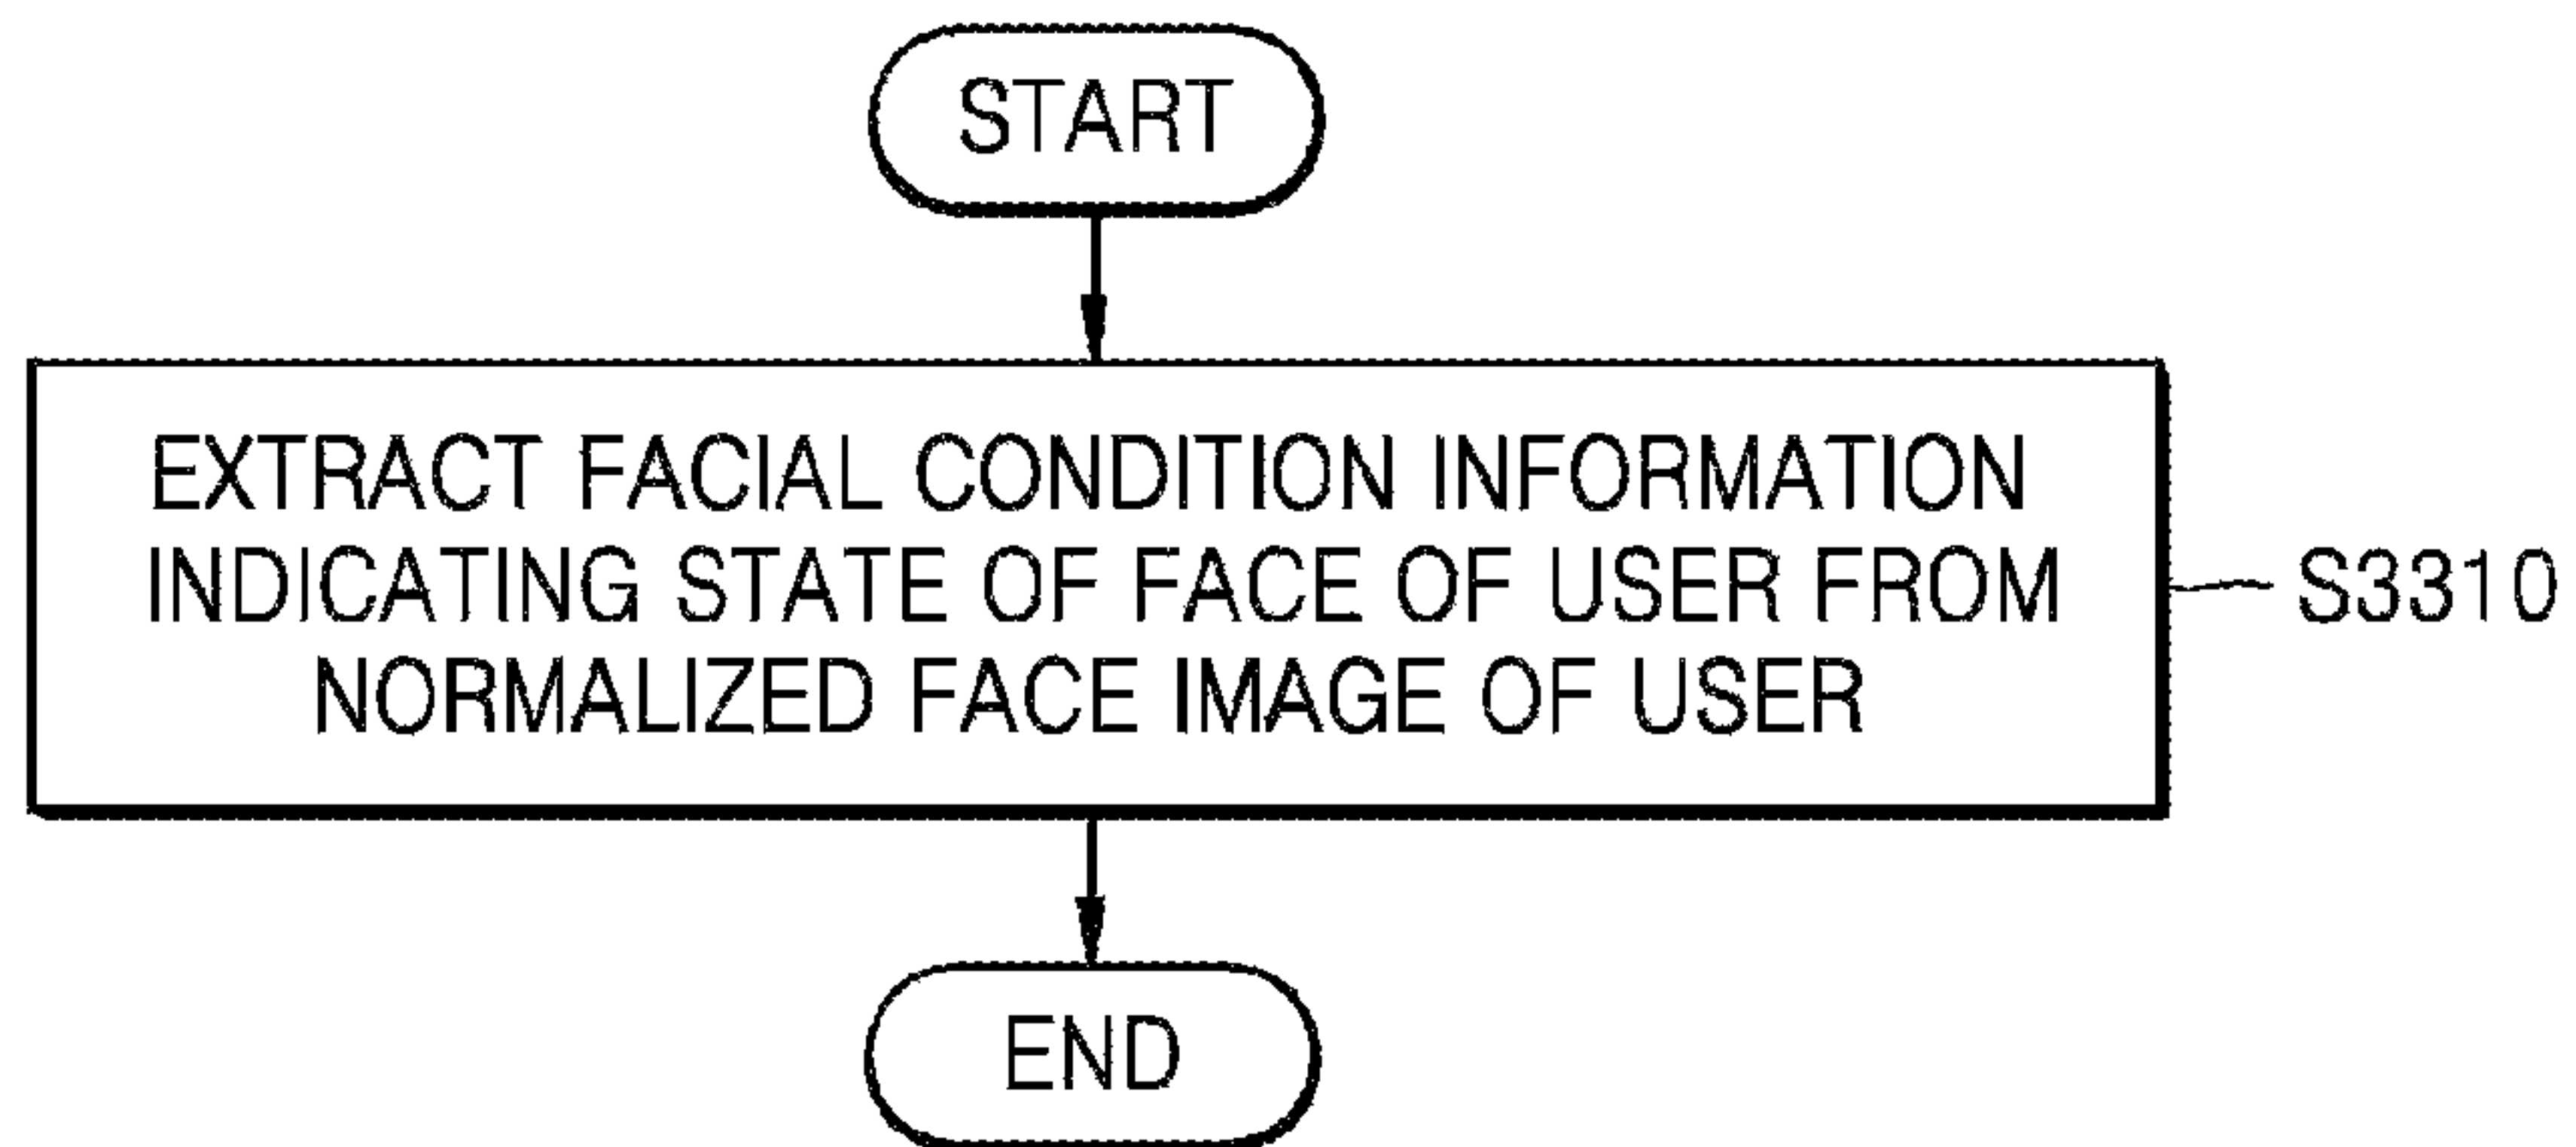 START
EXTRACT FACIAL CONDITION INFORMATION
INDICATING STATE OF FACE OF USER FROM
NORMALIZED FACE IMAGE OF USER
S3310
END